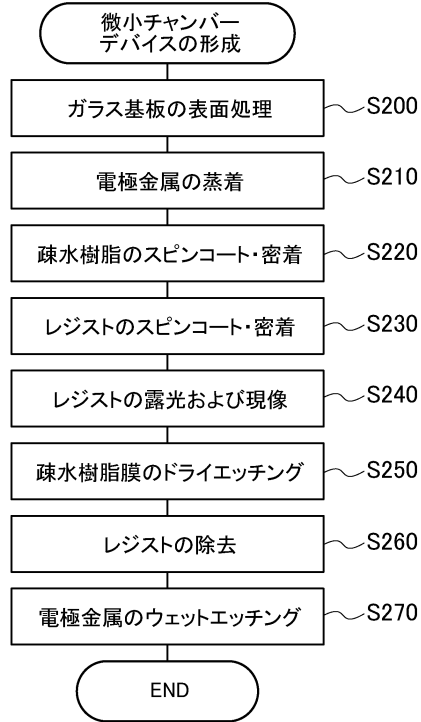 微小チャンバー
デバイスの形成
ガラス基板の表面処理
S200
電極金属の蒸着
S210
疎水樹脂のスピンコート・密着
S220
レジストのスピンコート・密着
S230
レジストの露光および現像
S240
疎水樹脂膜のドライエッチング
S250
レジストの除去
S260
電極金属のウェットエッチング
S270
END